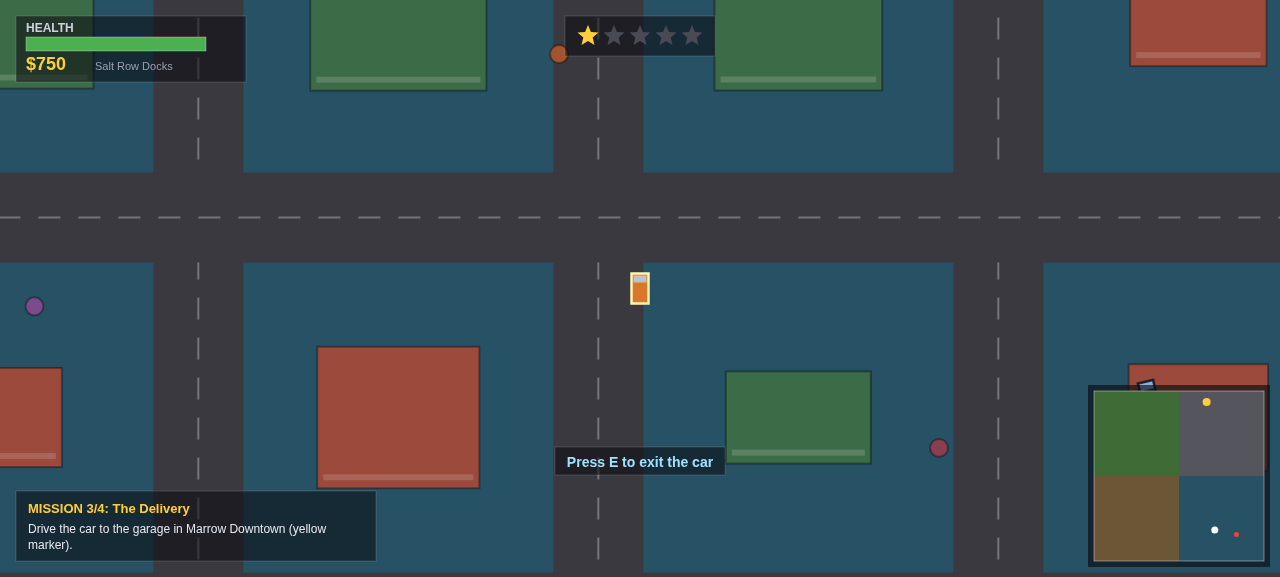 HEALTH
$750 Salt Row Docks
Press E to exit the car
MISSION 3/4: The Delivery
Drive the car to the garage in Marrow Downtown (yellow
marker).